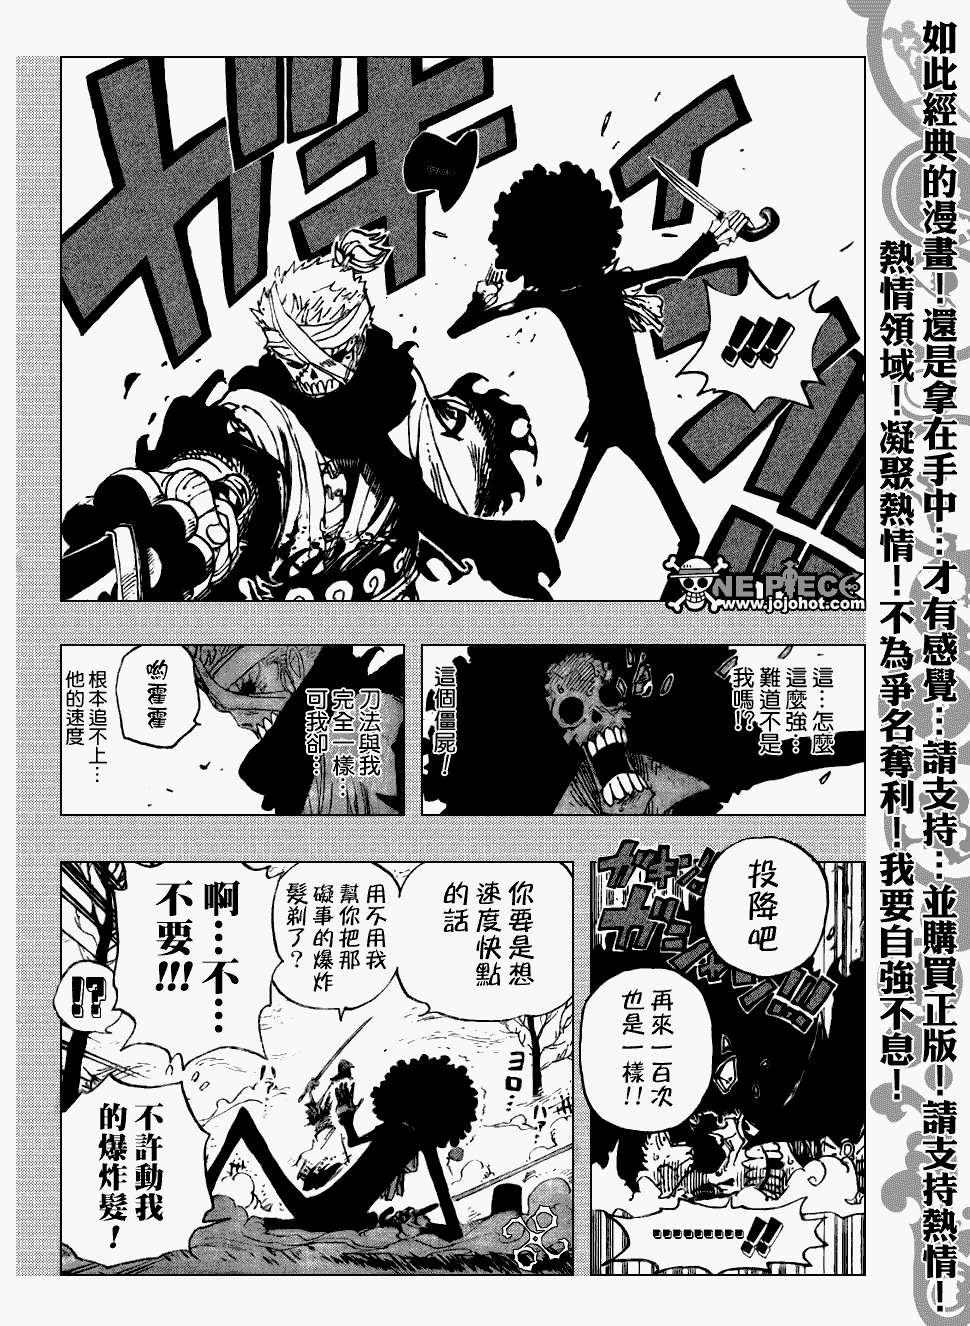 如此經典的漫畫！還是拿在手中…才有感覺…請支持…並購買正版！請支持熱情！
熱情領域！凝聚熱情！不為爭名奪利！我要自強不息！
ガキィ
!!!
ONE PIECE
www.jojohot.com
這…怎麼
這麼強…
難道不是
我嗎!?
這個僵屍！
刀法與我
完全一樣…
可我卻…
喲霍霍
根本追不上…
他的速度
投降吧
再來一百次
也是一樣!!
………!!
你要是想
速度快點
的話
用不用我
幫你把那
礙事的爆炸
髮剃了？
啊…不…
不要!!!
!?
ヨロ…
不許動我
的爆炸髮！